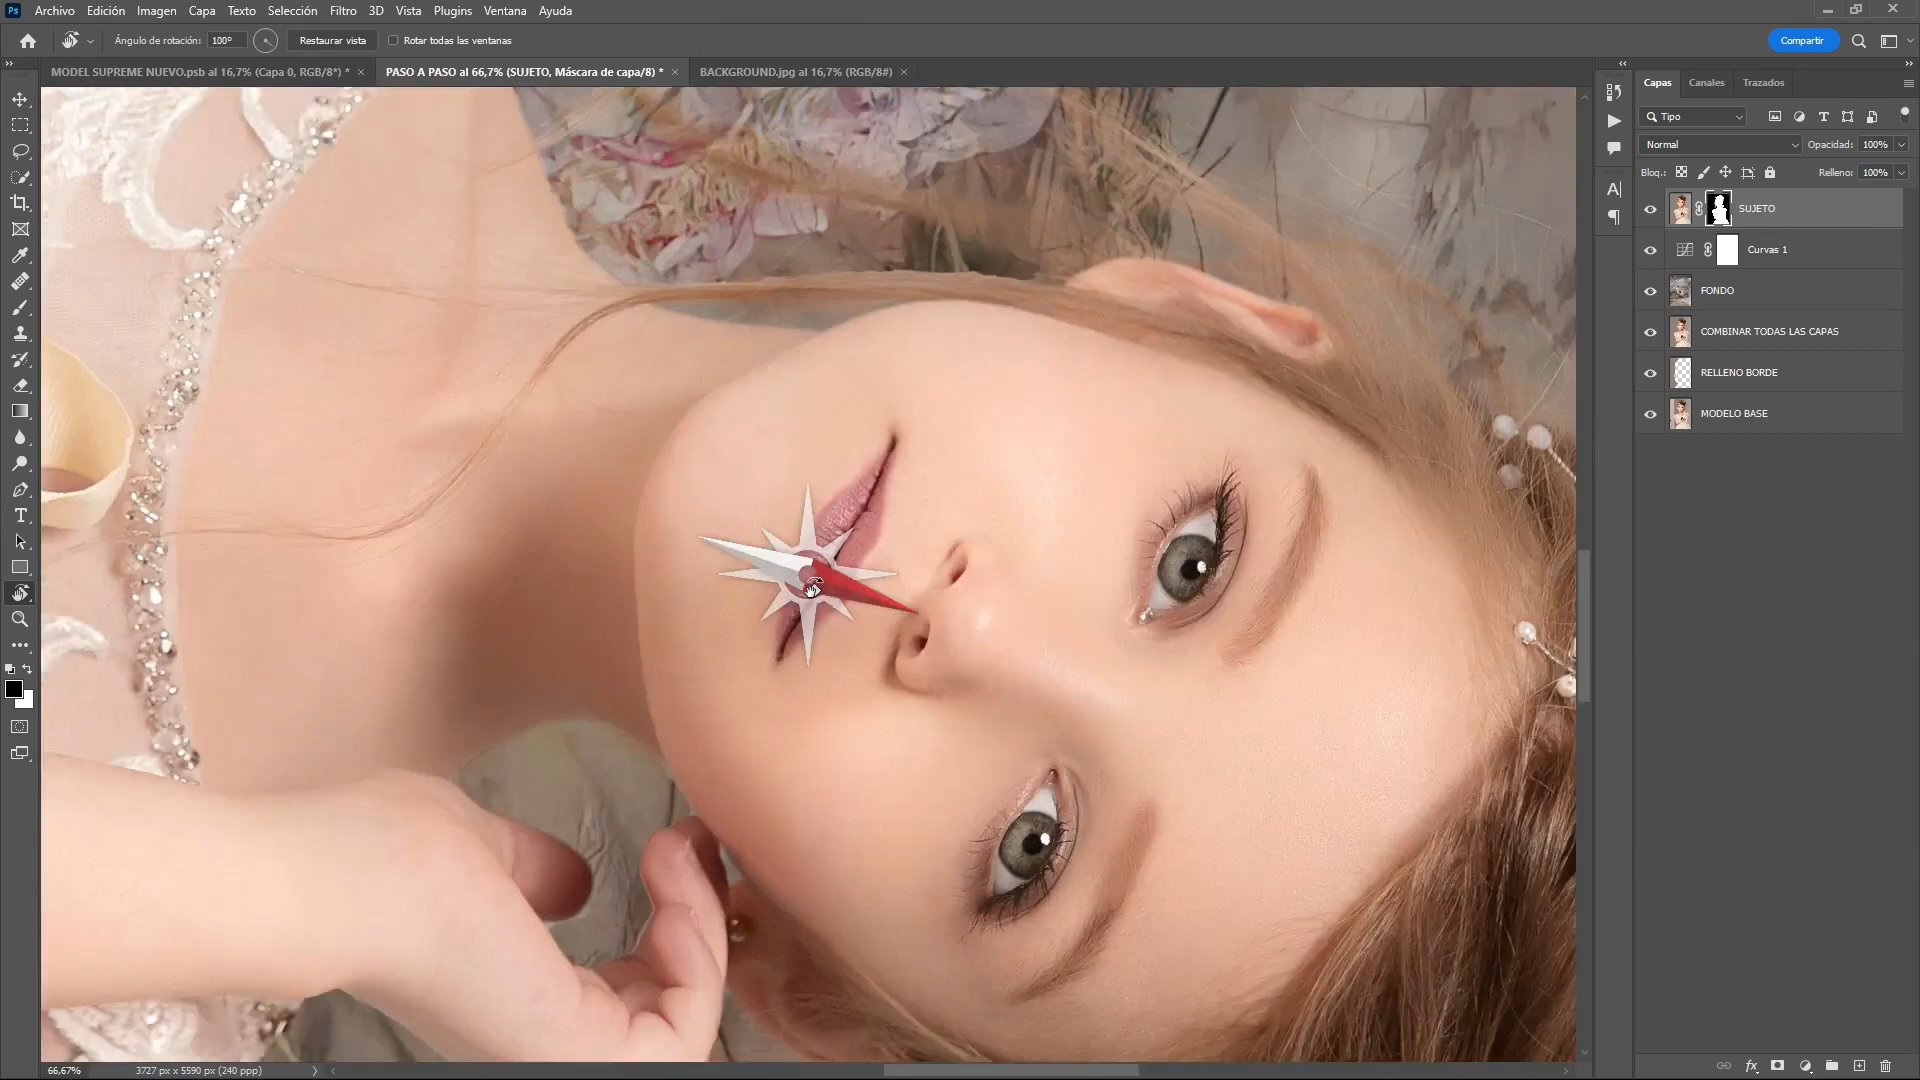 Ps Archivo Edición Imagen Capa Texto Selección Filtro 3D Vista Plugins Ventana Ayuda
Ángulo de rotación: 100° Restaurar vista Rotar todas las ventanas Compartir
MODEL SUPREME NUEVO.psb al 16,7% (Capa 0, RGB/8*) * × PASO A PASO al 66,7% (SUJETO, Máscara de capa/8) * × BACKGROUND.jpg al 16,7% (RGB/8#) ×
Capas Canales Trazados
Tipo
Normal Opacidad: 100%
Bloq.: Relleno: 100%
SUJETO
Curvas 1
FONDO
COMBINAR TODAS LAS CAPAS
RELLENO BORDE
MODELO BASE
66,67% 3727 px x 5590 px (240 ppp)